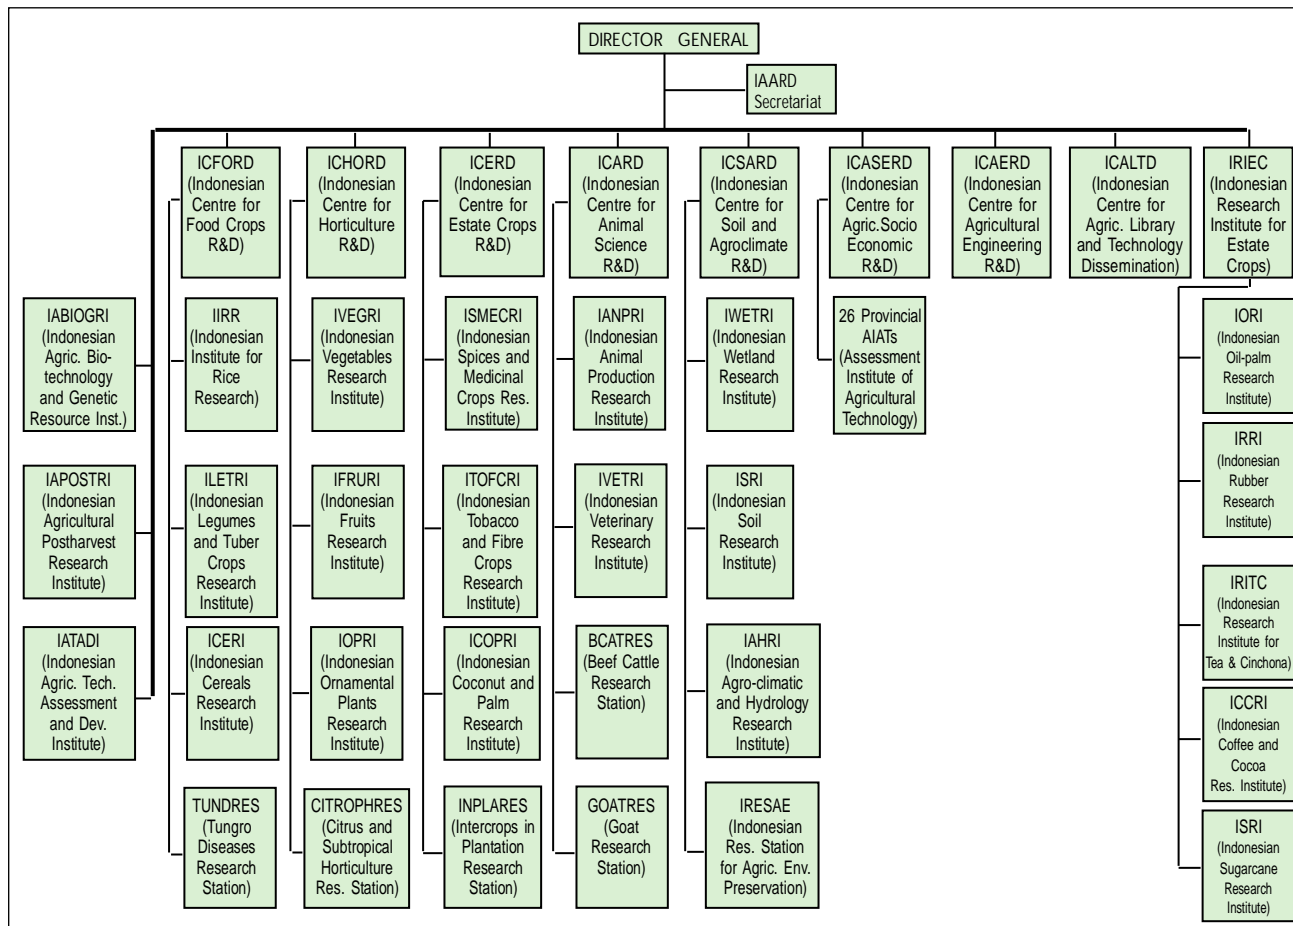 DIRECTOR GENERAL
IAARD
Secretariat
ICFORD
(Indonesian
Centre for
Food Crops
R&D)
ICHORD
(Indonesian
Centre for
Horticulture
R&D)
ICERD
(Indonesian
Centre for
Estate Crops
R&D)
ICARD
(Indonesian
Centre for
Animal
Science
R&D)
ICSARD
(Indonesian
Centre for
Soil and
Agroclimate
R&D)
ICASERD
(Indonesian
Centre for
Agric.Socio
Economic
R&D)
ICAERD
(Indonesian
Centre for
Agricultural
Engineering
R&D)
ICALTD
(Indonesian
Centre for
Agric. Library
and Technology
Dissemination)
IRIEC
(Indonesian
Research
Institute for
Estate
Crops)
IABIOGRI
(Indonesian
Agric. Bio-
technology
and Genetic
Resource Inst.)
IIRR
(Indonesian
Institute for
Rice
Research)
IVEGRI
(Indonesian
Vegetables
Research
Institute)
ISMECRI
(Indonesian
Spices and
Medicinal
Crops Res.
Institute)
IANPRI
(Indonesian
Animal
Production
Research
Institute)
IWETRI
(Indonesian
Wetland
Research
Institute)
26 Provincial
AIATs
(Assessment
Institute of
Agricultural
Technology)
IORI
(Indonesian
Oil-palm
Research
Institute)
IRRI
(Indonesian
Rubber
Research
Institute)
IAPOSTRI
(Indonesian
Agricultural
Postharvest
Research
Institute)
ILETRI
(Indonesian
Legumes
and Tuber
Crops
Research
Institute)
IFRURI
(Indonesian
Fruits
Research
Institute)
ITOFCRI
(Indonesian
Tobacco
and Fibre
Crops
Research
Institute)
IVETRI
(Indonesian
Veterinary
Research
Institute)
ISRI
(Indonesian
Soil
Research
Institute)
IRITC
(Indonesian
Research
Institute for
Tea & Cinchona)
IATADI
(Indonesian
Agric. Tech.
Assessment
and Dev.
Institute)
ICERI
(Indonesian
Cereals
Research
Institute)
IOPRI
(Indonesian
Ornamental
Plants
Research
Institute)
ICOPRI
(Indonesian
Coconut and
Palm
Research
Institute)
BCATRES
(Beef Cattle
Research
Station)
IAHRI
(Indonesian
Agro-climatic
and Hydrology
Research
Institute)
ICCRI
(Indonesian
Coffee and
Cocoa
Res. Institute)
TUNDRES
(Tungro
Diseases
Research
Station)
CITROPHRES
(Citrus and
Subtropical
Horticulture
Res. Station)
INPLARES
(Intercrops in
Plantation
Research
Station)
GOATRES
(Goat
Research
Station)
IRESAE
(Indonesian
Res. Station
for Agric. Env.
Preservation)
ISRI
(Indonesian
Sugarcane
Research
Institute)